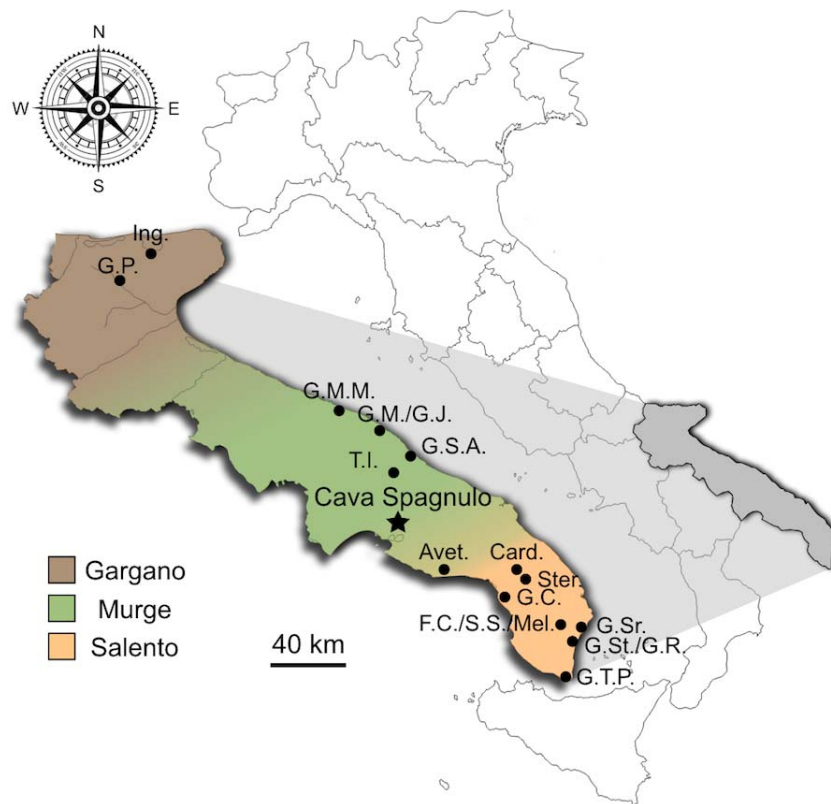 N
W E
S
Ing.
G.P.
G.M.M.
G.M./G.J.
G.S.A.
T.I.
Cava Spagnulo
Avet. Card.
Ster.
G.C.
F.C./S.S./Mel. G.Sr.
G.St./G.R.
G.T.P.
Gargano
Murge
Salento
40 km